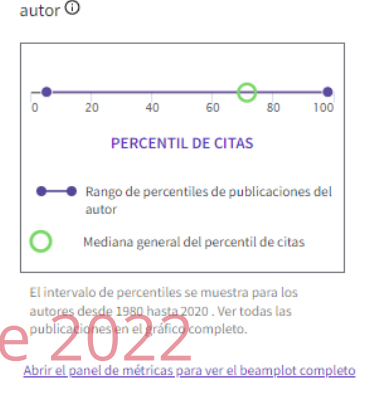 autor ⓘ
0 20 40 60 80 100
PERCENTIL DE CITAS
Rango de percentiles de publicaciones del
autor
Mediana general del percentil de citas
El intervalo de percentiles se muestra para los
autores desde 1980 hasta 2020 . Ver todas las
publicaciones en el gráfico completo.
e 2022
Abrir el panel de métricas para ver el beamplot completo